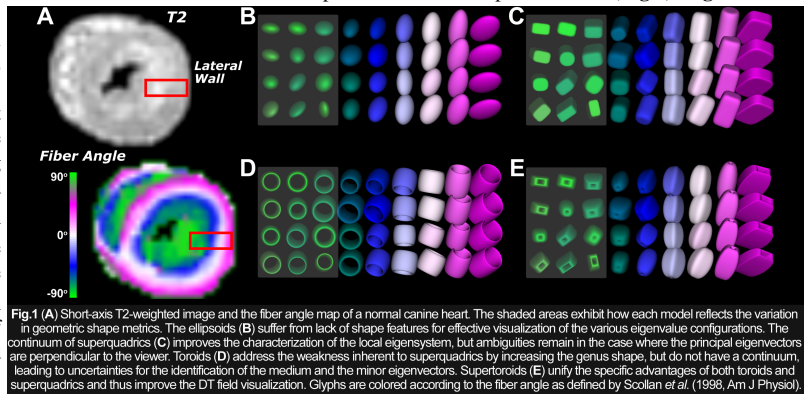 A
T2
Lateral
Wall
Fiber Angle
90°
0°
-90°
B
C
D
E
Fig.1 (A) Short-axis T2-weighted image and the fiber angle map of a normal canine heart. The shaded areas exhibit how each model reflects the variation
in geometric shape metrics. The ellipsoids (B) suffer from lack of shape features for effective visualization of the various eigenvalue configurations. The
continuum of superquadrics (C) improves the characterization of the local eigensystem, but ambiguities remain in the case where the principal eigenvectors
are perpendicular to the viewer. Toroids (D) address the weakness inherent to superquadrics by increasing the genus shape, but do not have a continuum,
leading to uncertainties for the identification of the medium and the minor eigenvectors. Supertoroids (E) unify the specific advantages of both toroids and
superquadrics and thus improve the DT field visualization. Glyphs are colored according to the fiber angle as defined by Scollan et al. (1998, Am J Physiol).